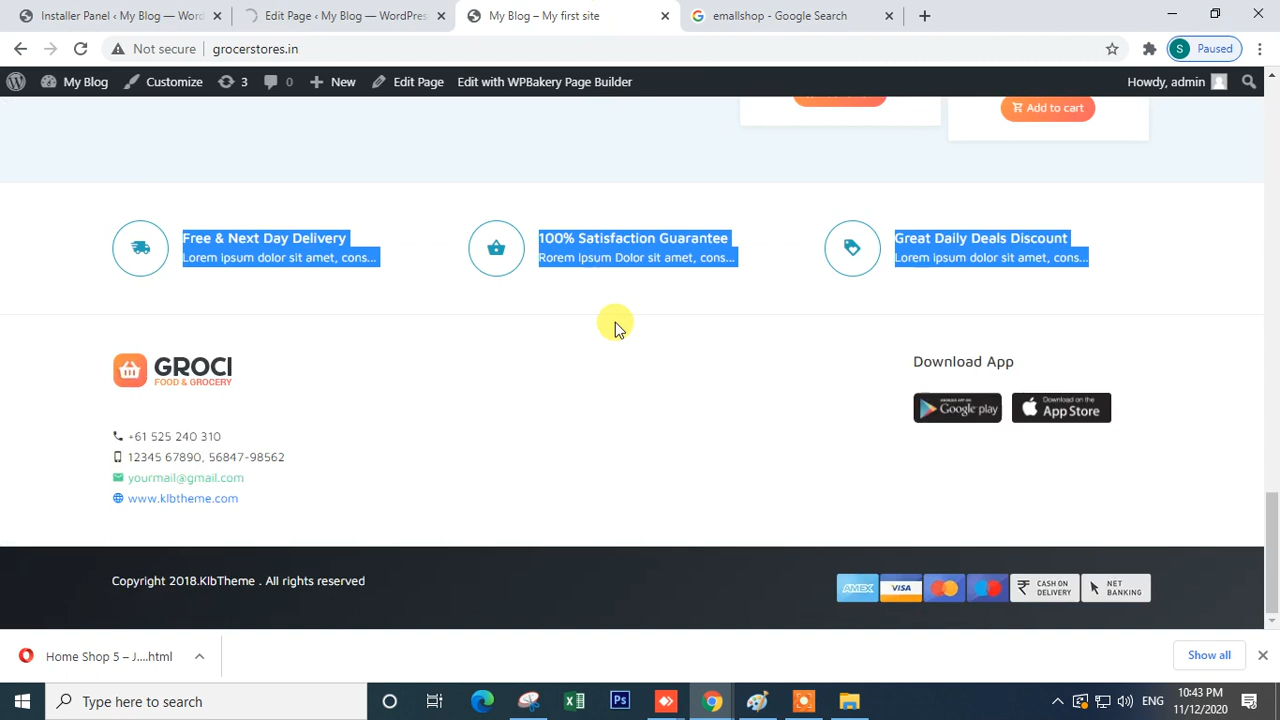 Installer Panel ‹ My Blog — Word
Edit Page ‹ My Blog — WordPres
My Blog – My first site
emallshop - Google Search
Not secure
grocerstores.in
S
Paused
My Blog
Customize
3
0
New
Edit Page
Edit with WPBakery Page Builder
Howdy, admin
Add to cart
Free & Next Day Delivery
Lorem ipsum dolor sit amet, cons...
100% Satisfaction Guarantee
Rorem Ipsum Dolor sit amet, cons...
Great Daily Deals Discount
Lorem ipsum dolor sit amet, cons...
GROCI
FOOD & GROCERY
Download App
ANDROID APP ON
Google play
Download on the
App Store
+61 525 240 310
12345 67890, 56847-98562
yourmail@gmail.com
www.klbtheme.com
Copyright 2018.KlbTheme . All rights reserved
AMEX
VISA
₹ CASH ON
DELIVERY
NET
BANKING
Home Shop 5 – J....html
Show all
Type here to search
Ps
ENG
10:43 PM
11/12/2020